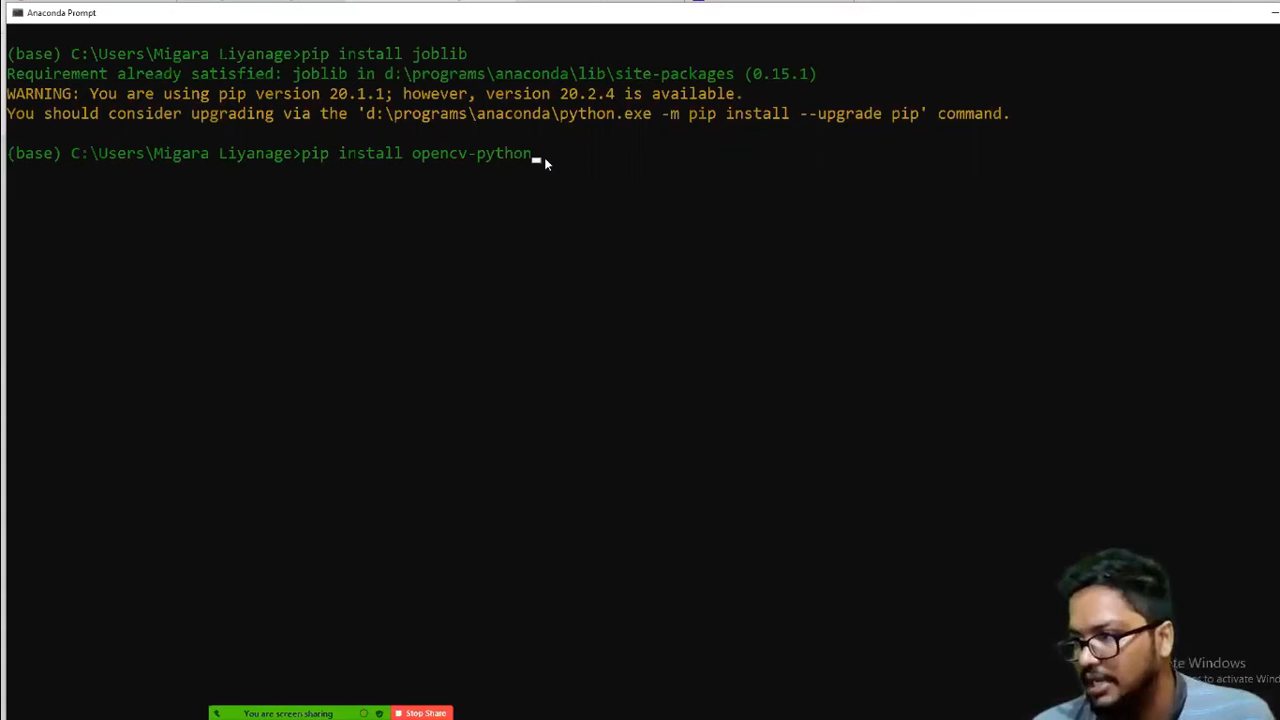 Anaconda Prompt
(base) C:\Users\Migara Liyanage>pip install joblib
Requirement already satisfied: joblib in d:\programs\anaconda\lib\site-packages (0.15.1)
WARNING: You are using pip version 20.1.1; however, version 20.2.4 is available.
You should consider upgrading via the 'd:\programs\anaconda\python.exe -m pip install --upgrade pip' command.
(base) C:\Users\Migara Liyanage>pip install opencv-python
te Windows
to activate Wind
You are screen sharing
Stop Share